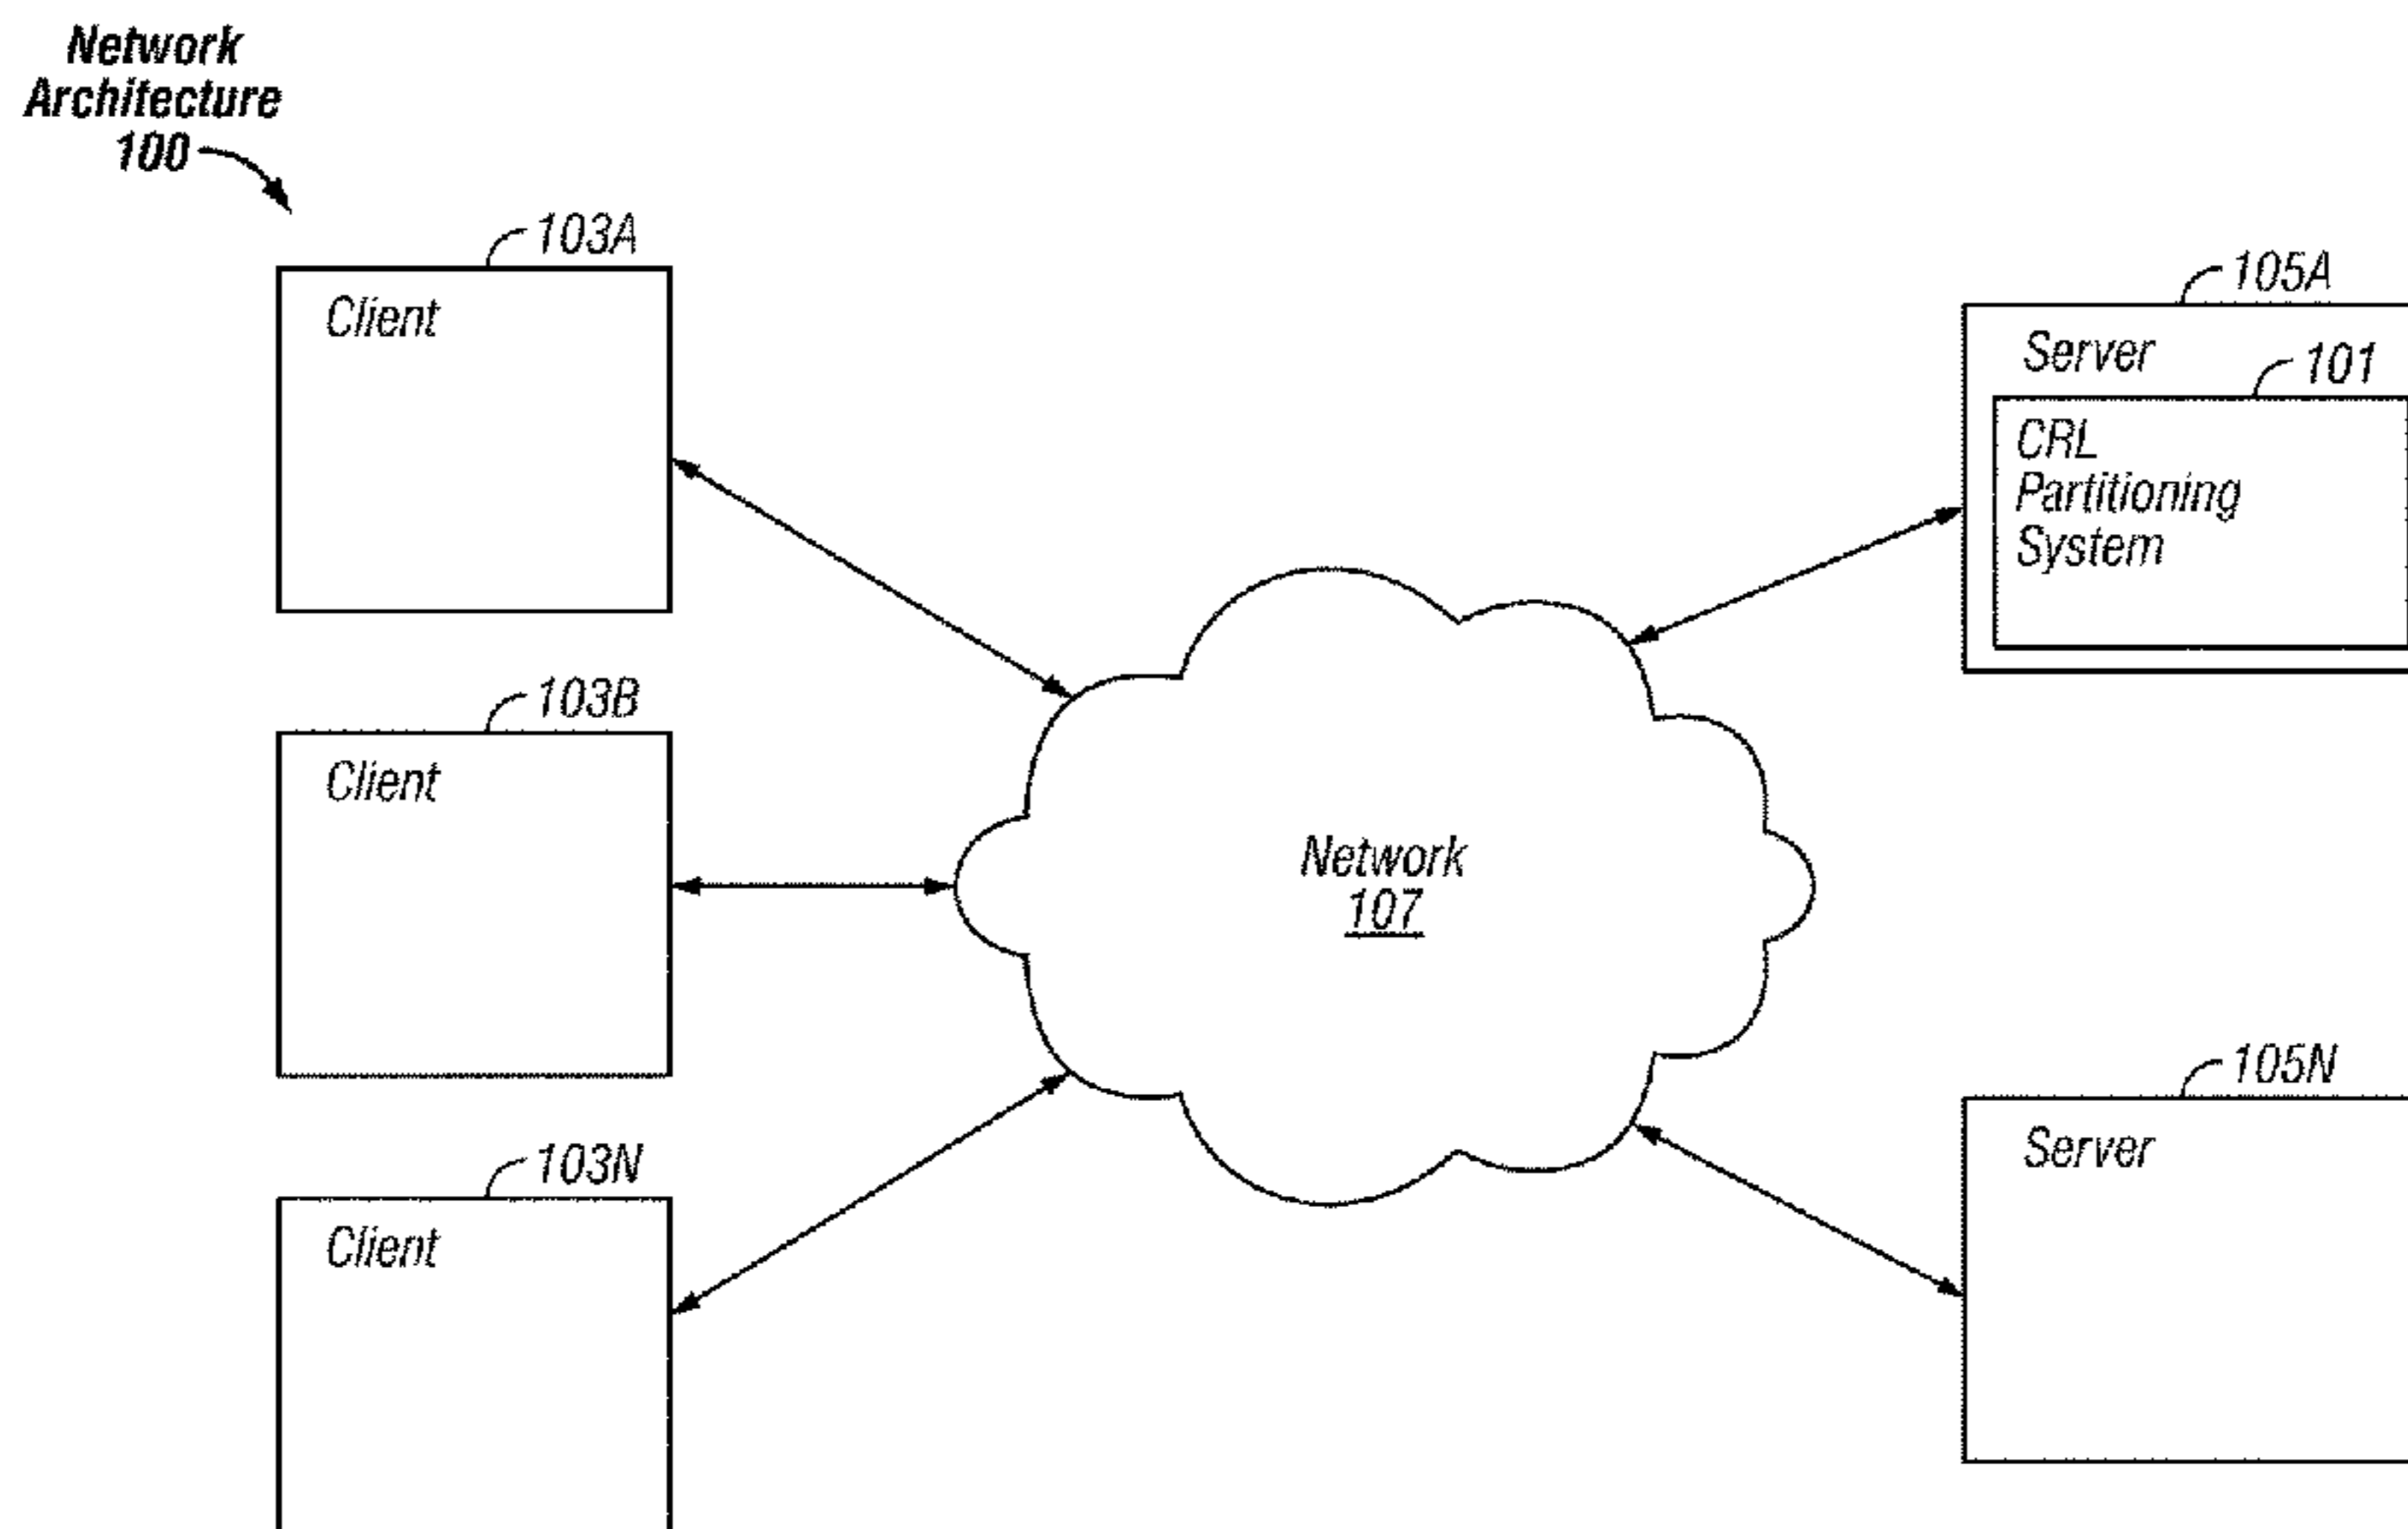 Network
Architecture
100
103A
Client
105A
Server
101
CRL
Partitioning
System
103B
Client
Network
107
103N
Client
105N
Server